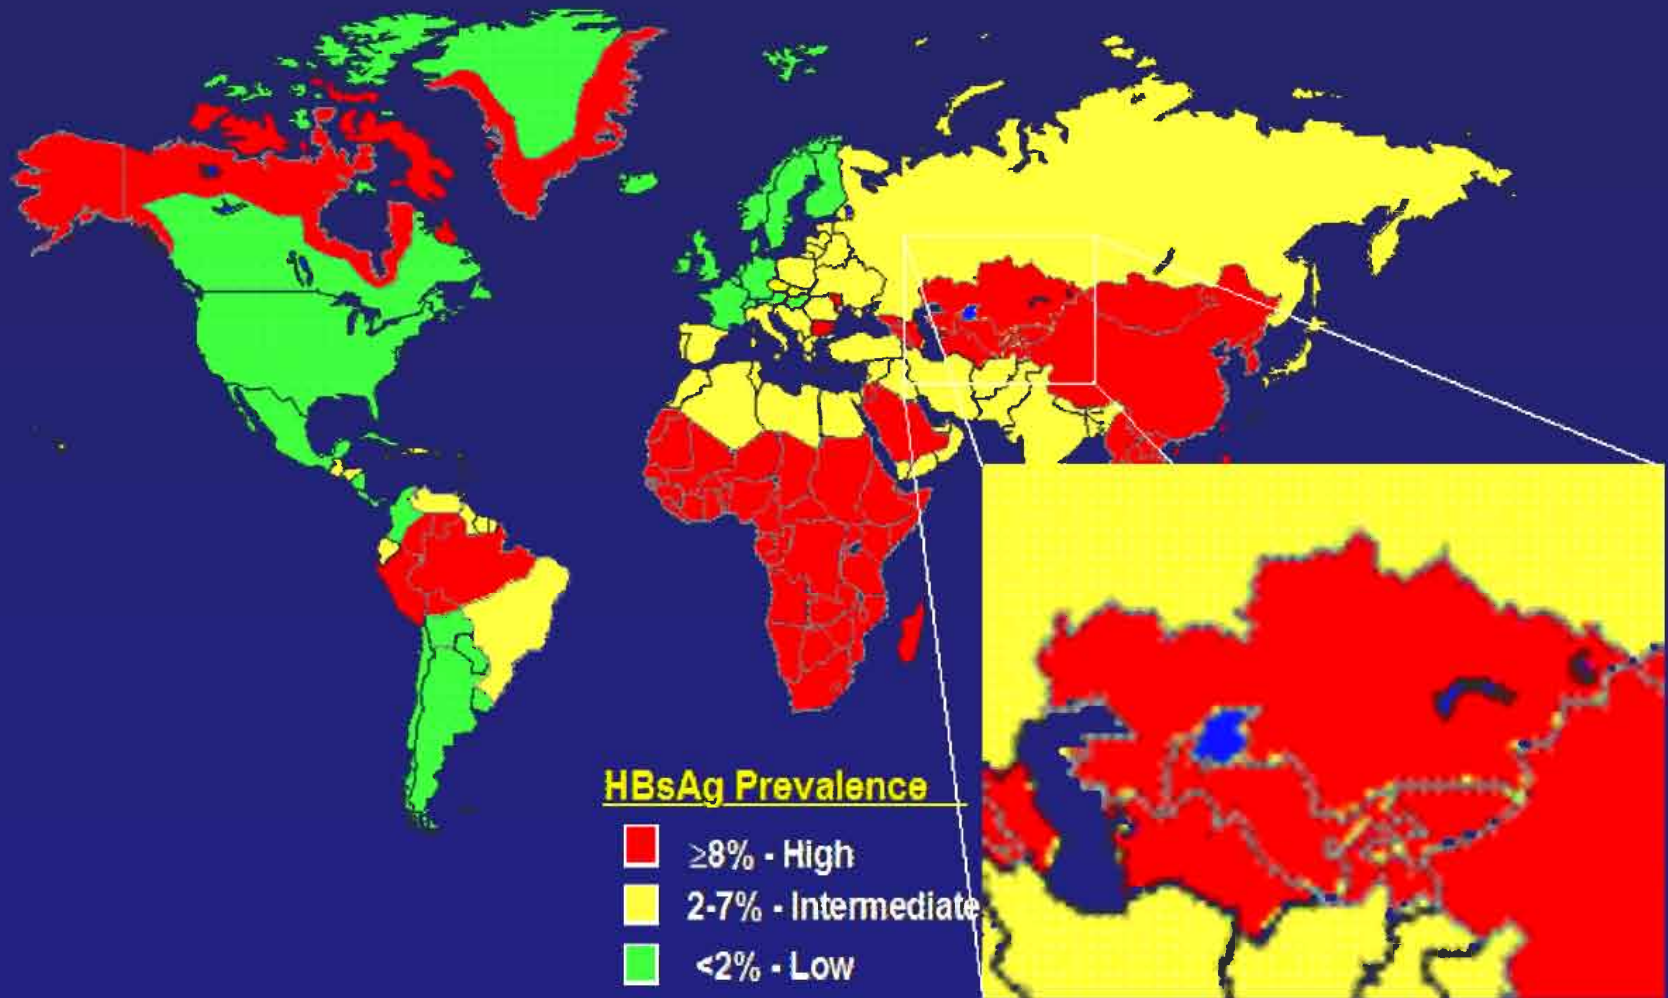 HBsAg Prevalence
≥8% - High
2-7% - Intermediate
<2% - Low